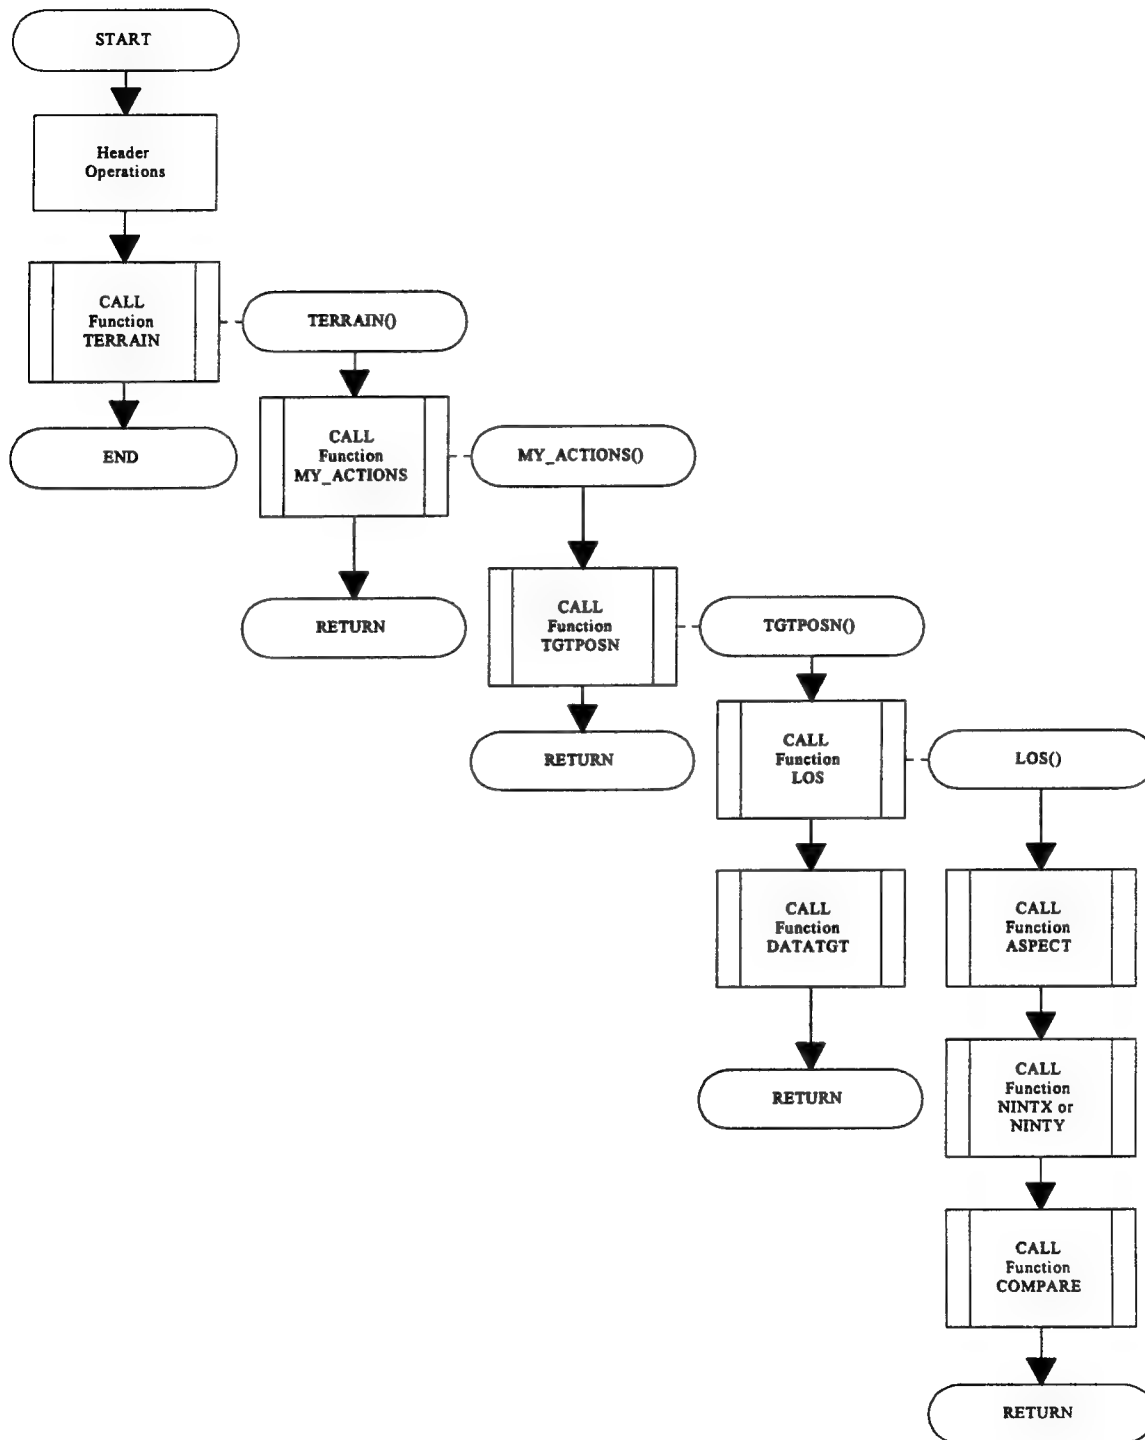 START
Header
Operations
CALL
Function
TERRAIN
END
TERRAIN()
CALL
Function
MY_ACTIONS
RETURN
MY_ACTIONS()
CALL
Function
TGTPOSN
RETURN
TGTPOSN()
CALL
Function
LOS
CALL
Function
DATATGT
RETURN
LOS()
CALL
Function
ASPECT
CALL
Function
NINTX or
NINTY
CALL
Function
COMPARE
RETURN